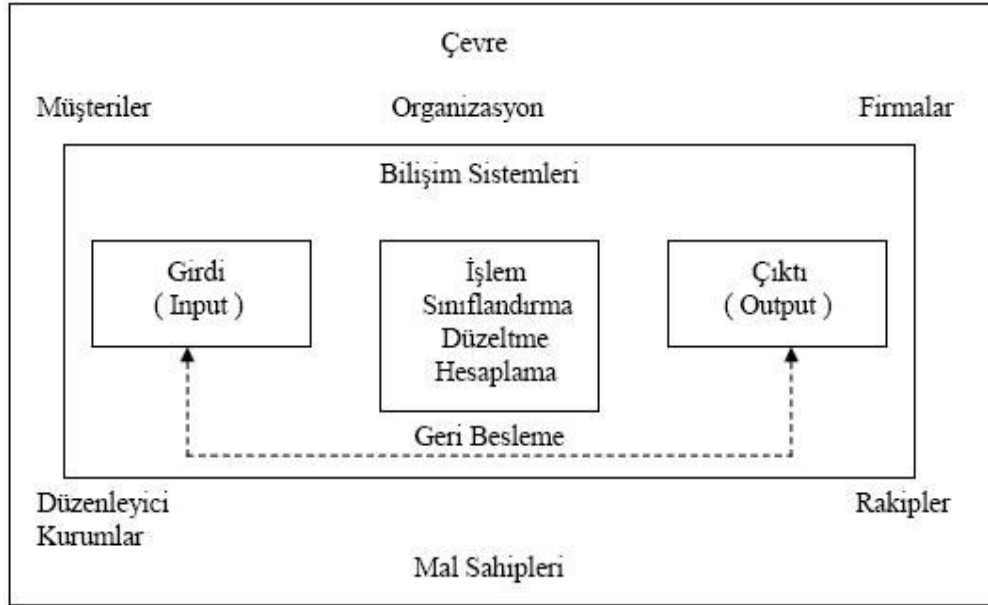 Çevre
Müşteriler Organizasyon Firmalar
Bilişim Sistemleri
Girdi
( Input )
İşlem
Sınıflandırma
Düzeltme
Hesaplama
Çıktı
( Output )
Geri Besleme
Düzenleyici
Kurumlar
Rakipler
Mal Sahipleri